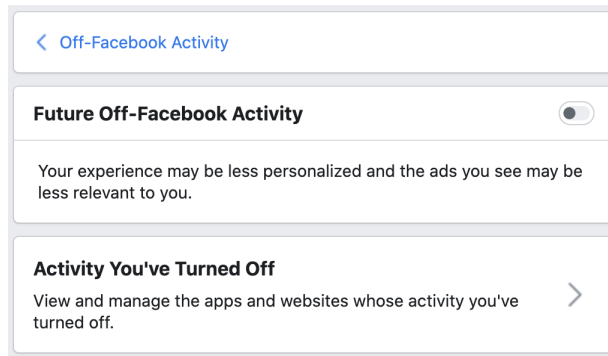 Off-Facebook Activity
Future Off-Facebook Activity
Your experience may be less personalized and the ads you see may be
less relevant to you.
Activity You've Turned Off
View and manage the apps and websites whose activity you've
turned off.